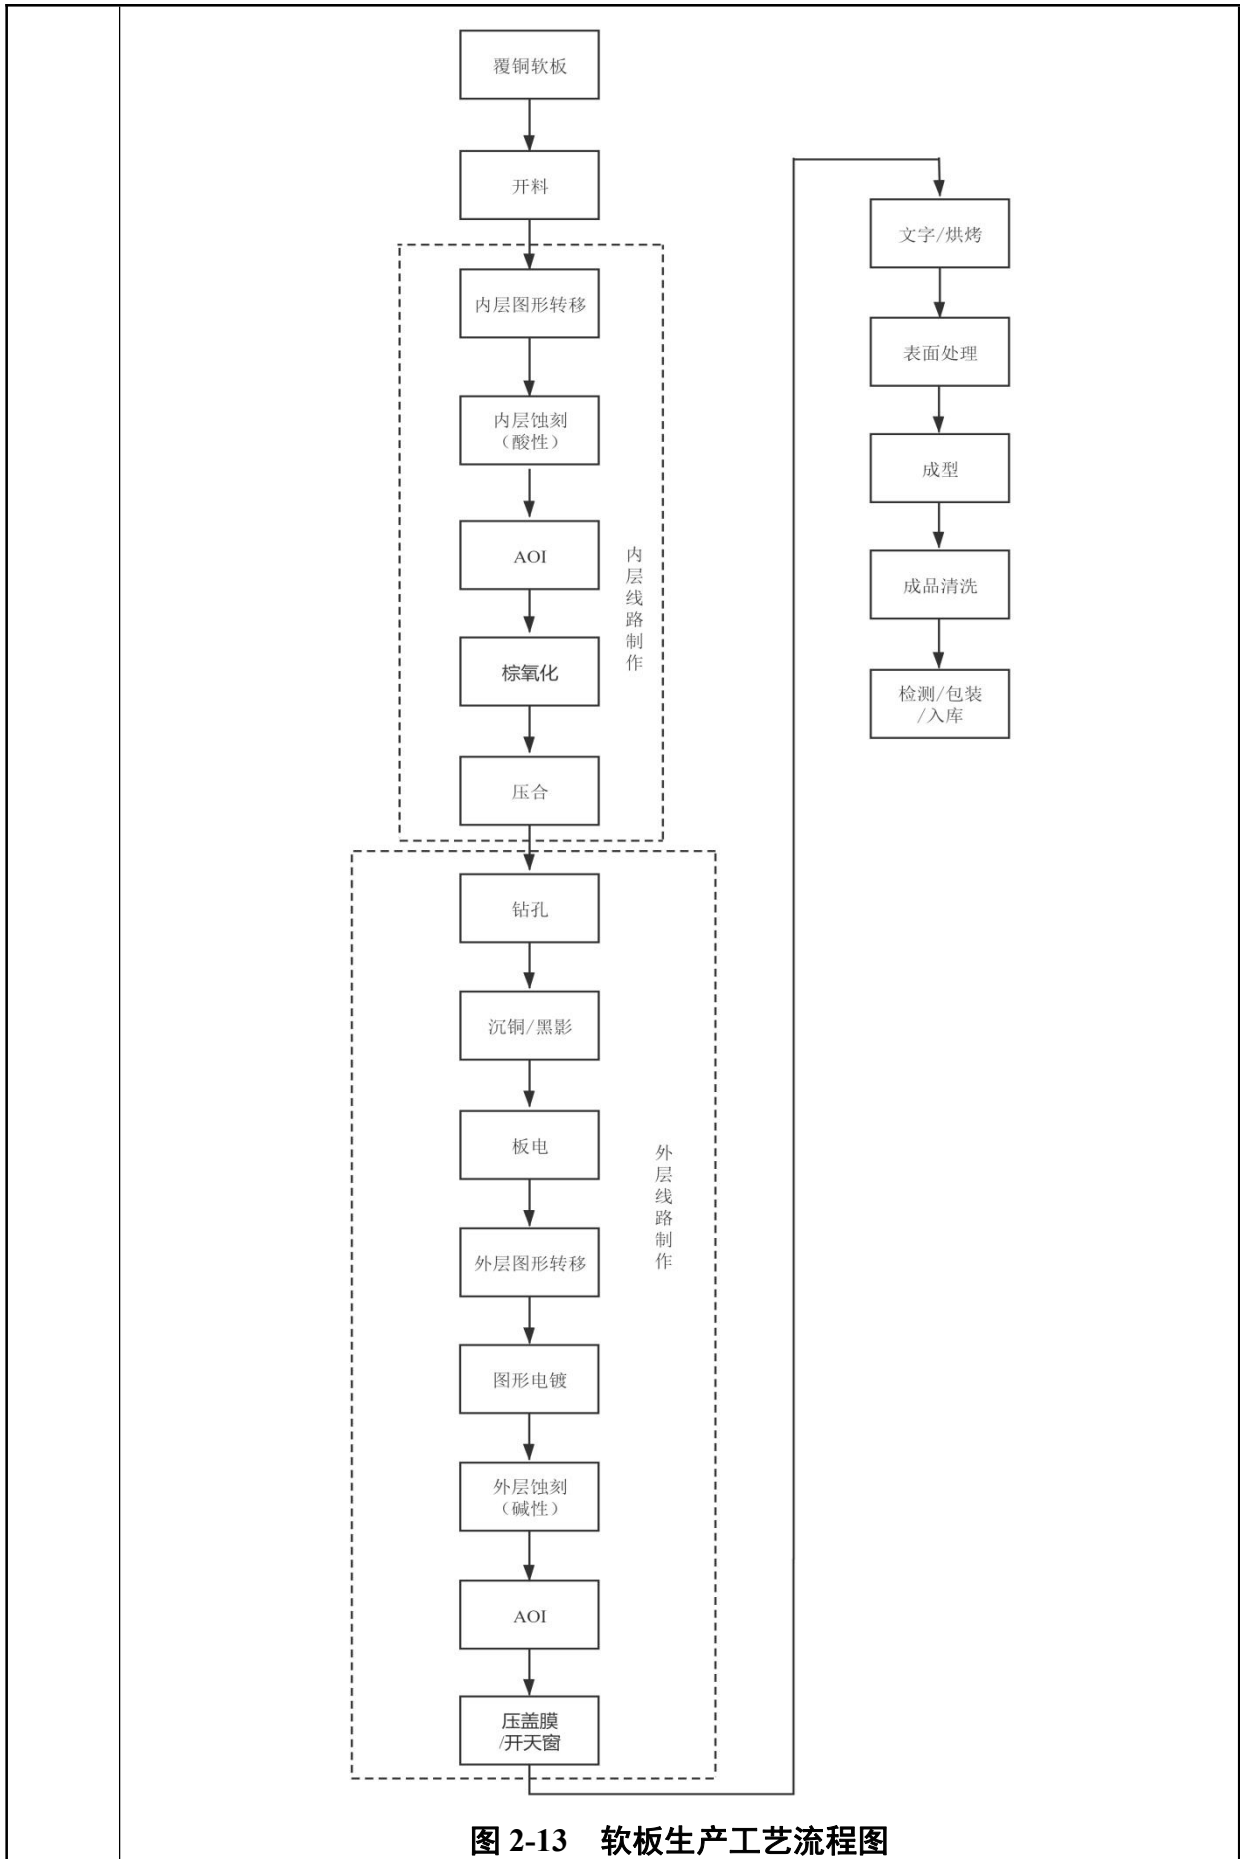 覆铜软板
开料
内层图形转移
内层蚀刻
（酸性）
AOI
棕氧化
压合
内层线路制作
钻孔
沉铜/黑影
板电
外层图形转移
图形电镀
外层蚀刻
（碱性）
AOI
压盖膜
/开天窗
外层线路制作
文字/烘烤
表面处理
成型
成品清洗
检测/包装
/入库
图 2-13 软板生产工艺流程图